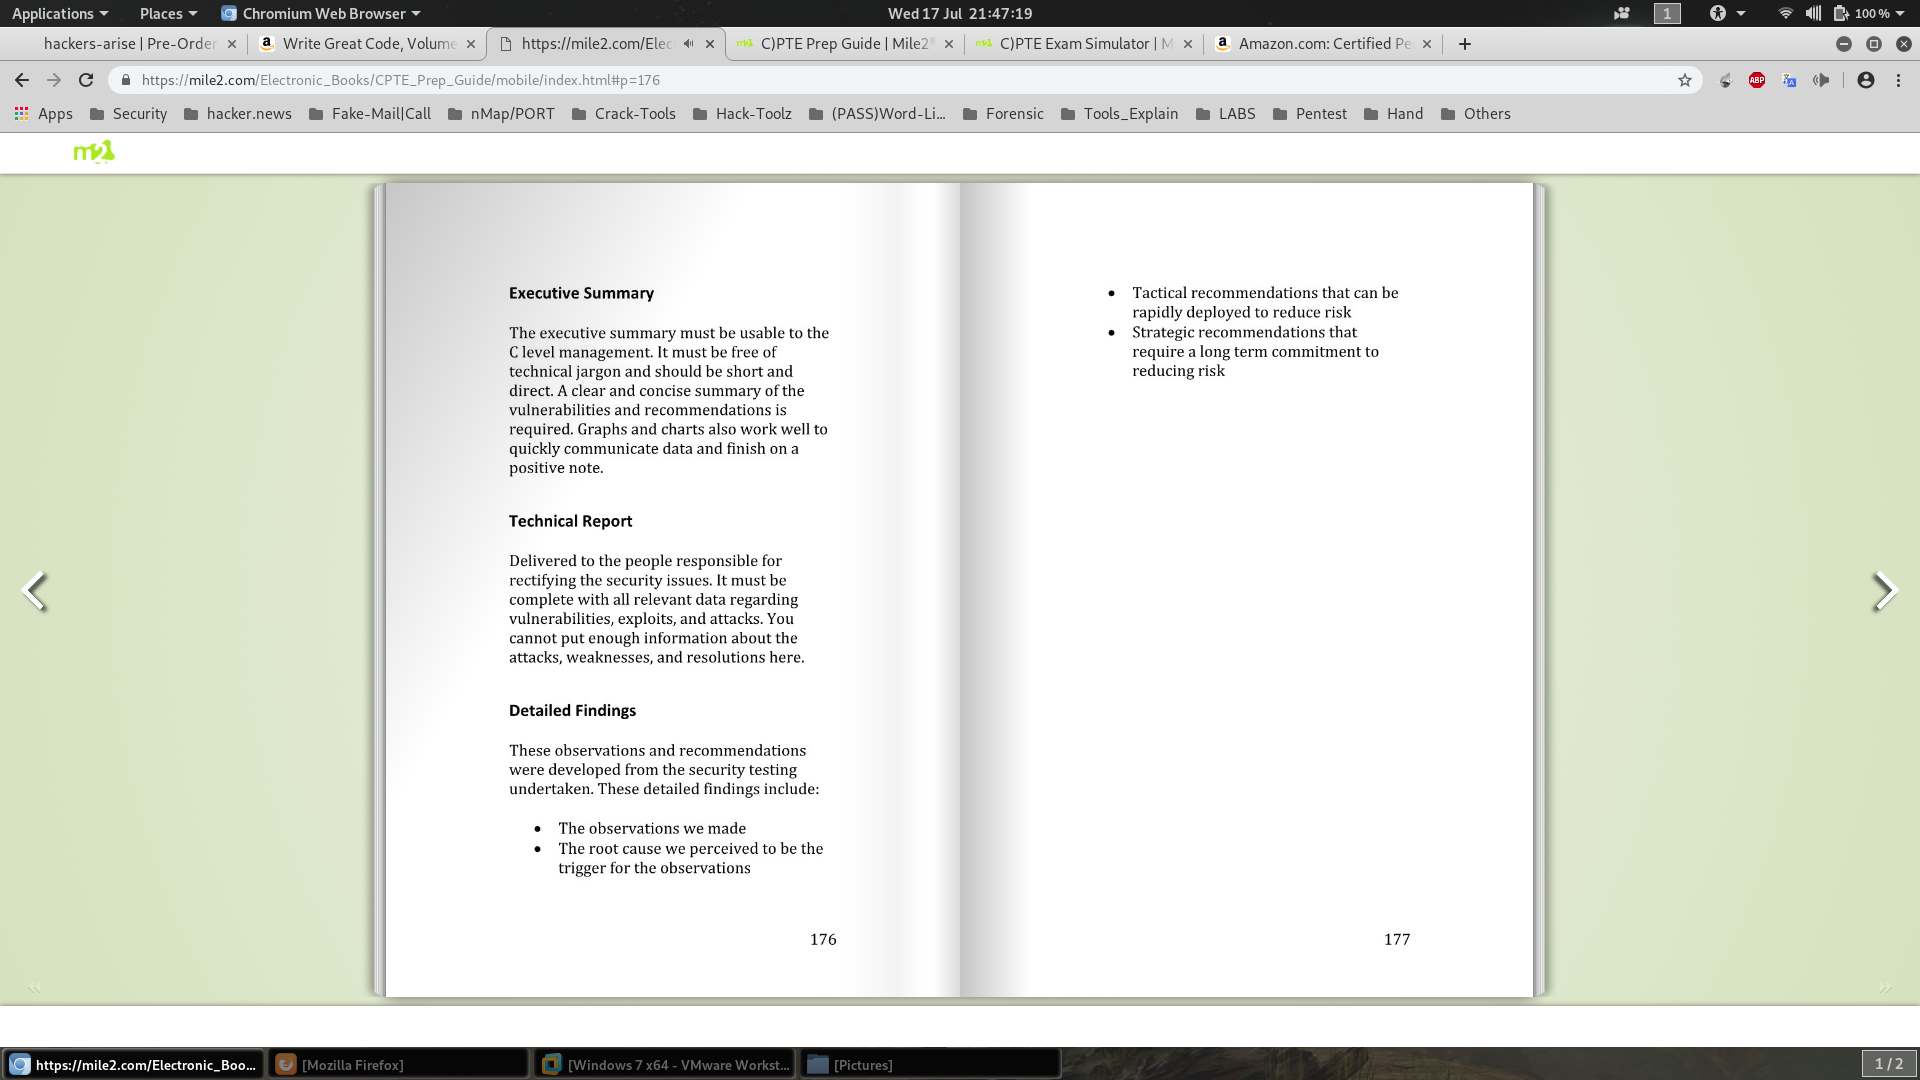 Applications Places Chromium Web Browser Wed 17 Jul 21:47:19 1 100 %
hackers-arise | Pre-Order Write Great Code, Volume https://mile2.com/Elec C)PTE Prep Guide | Mile2 C)PTE Exam Simulator | M Amazon.com: Certified Pe
https://mile2.com/Electronic_Books/CPTE_Prep_Guide/mobile/index.html#p=176 ABP
Apps Security hacker.news Fake-Mail|Call nMap/PORT Crack-Tools Hack-Toolz (PASS)Word-Li... Forensic Tools_Explain LABS Pentest Hand Others
m2
Executive Summary
The executive summary must be usable to the
C level management. It must be free of
technical jargon and should be short and
direct. A clear and concise summary of the
vulnerabilities and recommendations is
required. Graphs and charts also work well to
quickly communicate data and finish on a
positive note.
Technical Report
Delivered to the people responsible for
rectifying the security issues. It must be
complete with all relevant data regarding
vulnerabilities, exploits, and attacks. You
cannot put enough information about the
attacks, weaknesses, and resolutions here.
Detailed Findings
These observations and recommendations
were developed from the security testing
undertaken. These detailed findings include:
• The observations we made
• The root cause we perceived to be the
trigger for the observations
176
• Tactical recommendations that can be
rapidly deployed to reduce risk
• Strategic recommendations that
require a long term commitment to
reducing risk
177
https://mile2.com/Electronic_Boo... [Mozilla Firefox] [Windows 7 x64 - VMware Workst... [Pictures] 1 / 2